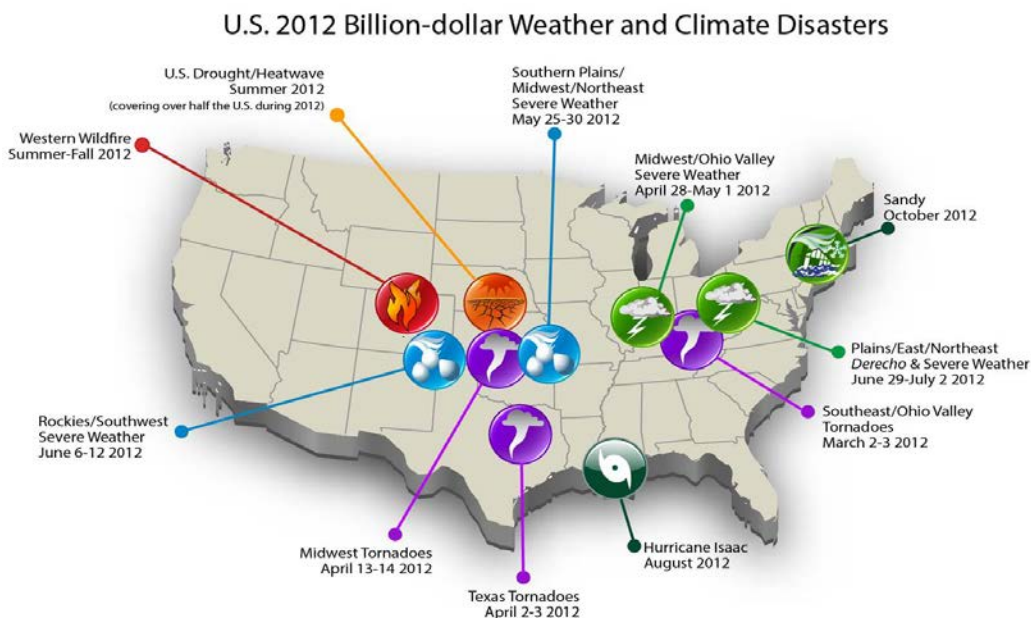 U.S. 2012 Billion-dollar Weather and Climate Disasters
U.S. Drought/Heatwave
Summer 2012
(covering over half the U.S. during 2012)
Southern Plains/
Midwest/Northeast
Severe Weather
May 25-30 2012
Western Wildfire
Summer-Fall 2012
Midwest/Ohio Valley
Severe Weather
April 28-May 1 2012
Sandy
October 2012
Plains/East/Northeast
Derecho & Severe Weather
June 29-July 2 2012
Rockies/Southwest
Severe Weather
June 6-12 2012
Southeast/Ohio Valley
Tornadoes
March 2-3 2012
Midwest Tornadoes
April 13-14 2012
Hurricane Isaac
August 2012
Texas Tornadoes
April 2-3 2012